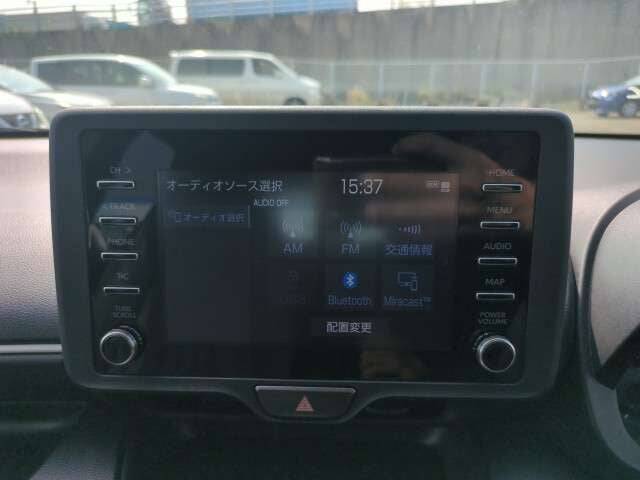 CH >
オーディオソース選択
15:37
HOME
< TRACK
オーディオ選択
AUDIO OFF
MENU
PHONE
AM
FM
交通情報
AUDIO
USB
Bluetooth
Miracast™
MAP
TUNE
SCROLL
配置変更
POWER
VOLUME